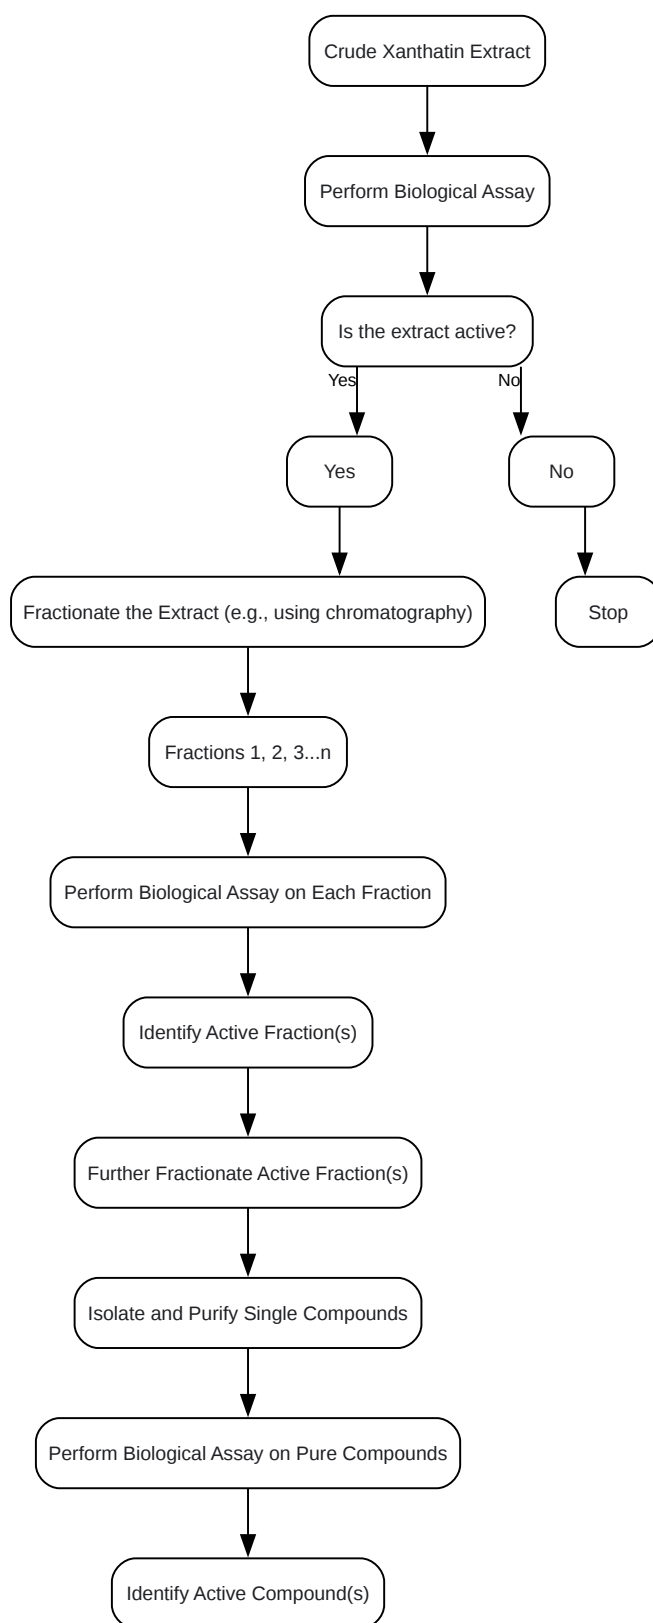 Crude Xanthatin Extract
Perform Biological Assay
Is the extract active?
Yes
No
Yes
No
Fractionate the Extract (e.g., using chromatography)
Stop
Fractions 1, 2, 3...n
Perform Biological Assay on Each Fraction
Identify Active Fraction(s)
Further Fractionate Active Fraction(s)
Isolate and Purify Single Compounds
Perform Biological Assay on Pure Compounds
Identify Active Compound(s)